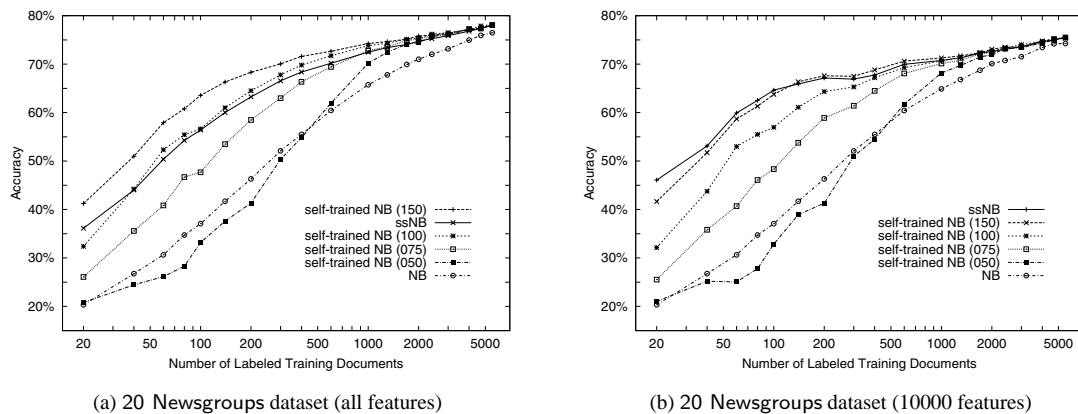 80%
70%
60%
50%
40%
30%
20%
Accuracy
self-trained NB (150)
ssNB
self-trained NB (100)
self-trained NB (075)
self-trained NB (050)
NB
20 50 100 200 500 1000 2000 5000
Number of Labeled Training Documents
(a) 20 Newsgroups dataset (all features)
80%
70%
60%
50%
40%
30%
20%
Accuracy
ssNB
self-trained NB (150)
self-trained NB (100)
self-trained NB (075)
self-trained NB (050)
NB
20 50 100 200 500 1000 2000 5000
Number of Labeled Training Documents
(b) 20 Newsgroups dataset (10000 features)